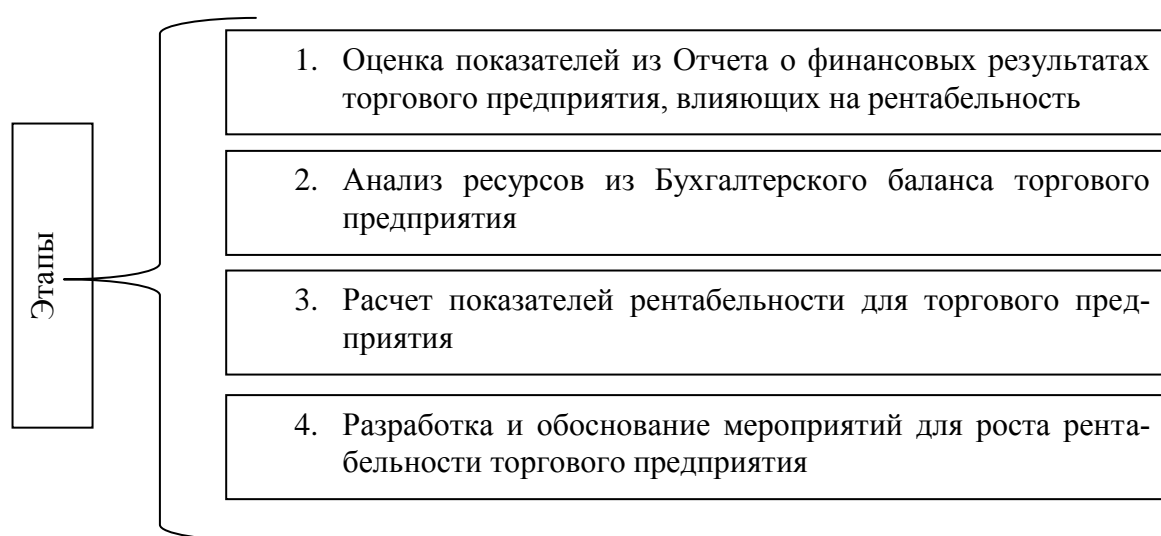 Этапы
1. Оценка показателей из Отчета о финансовых результатах
торгового предприятия, влияющих на рентабельность
2. Анализ ресурсов из Бухгалтерского баланса торгового
предприятия
3. Расчет показателей рентабельности для торгового пред-
приятия
4. Разработка и обоснование мероприятий для роста рента-
бельности торгового предприятия